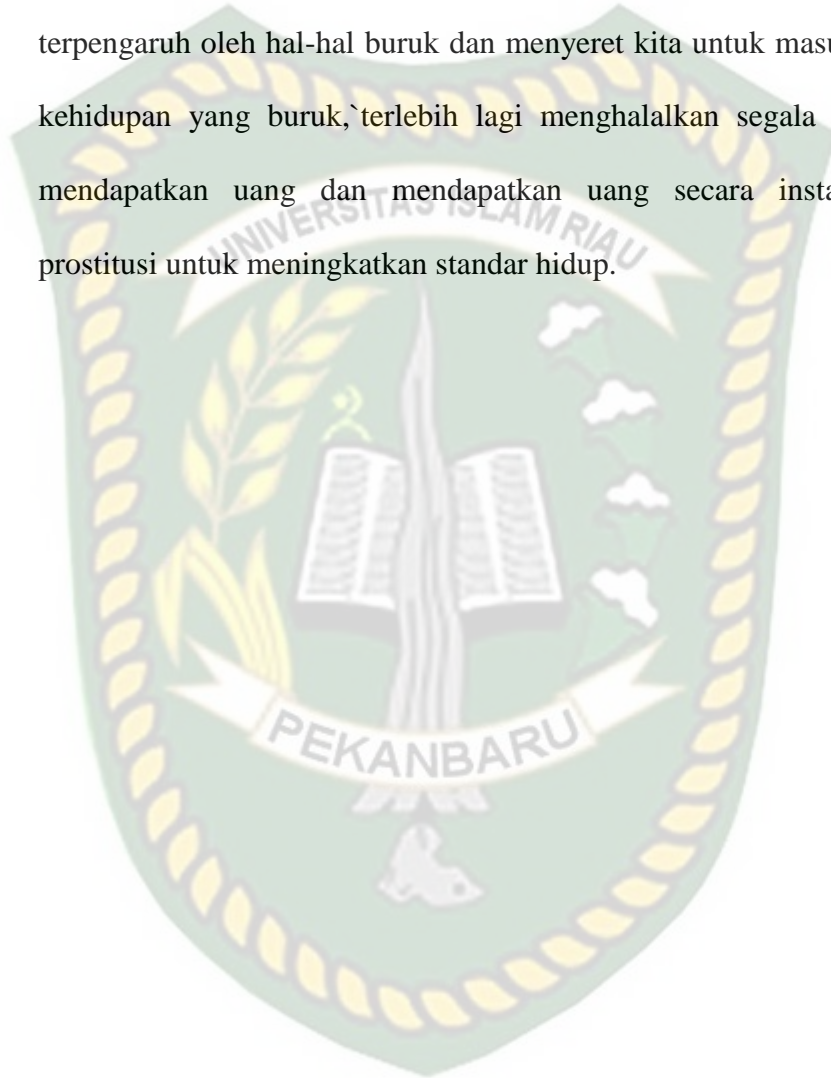 terpengaruh oleh hal-hal buruk dan menyeret kita untuk masu
kehidupan yang buruk,`terlebih lagi menghalalkan segala
mendapatkan uang dan mendapatkan uang secara insta
UNIVERSITAS ISLAM RIAU
prostitusi untuk meningkatkan standar hidup.
PEKANBARU